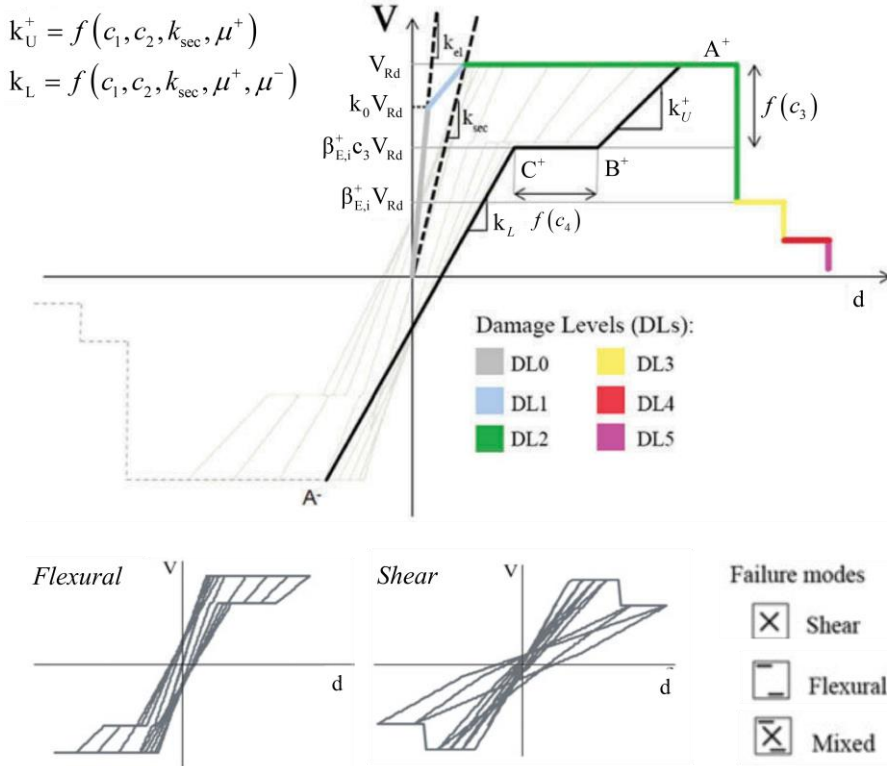 k_U^+ = f(c_1, c_2, k_sec, μ^+)
k_L = f(c_1, c_2, k_sec, μ^+, μ^-)
V
k_el
V_Rd
A^+
k_0 V_Rd
k_sec
k_U^+
f(c_3)
β_E,i^+ c_3 V_Rd
C^+
B^+
β_E,i^+ V_Rd
k_L
f(c_4)
d
Damage Levels (DLs):
DL0
DL3
DL1
DL4
DL2
DL5
A^-
Flexural
V
d
Shear
V
d
Failure modes
Shear
Flexural
Mixed